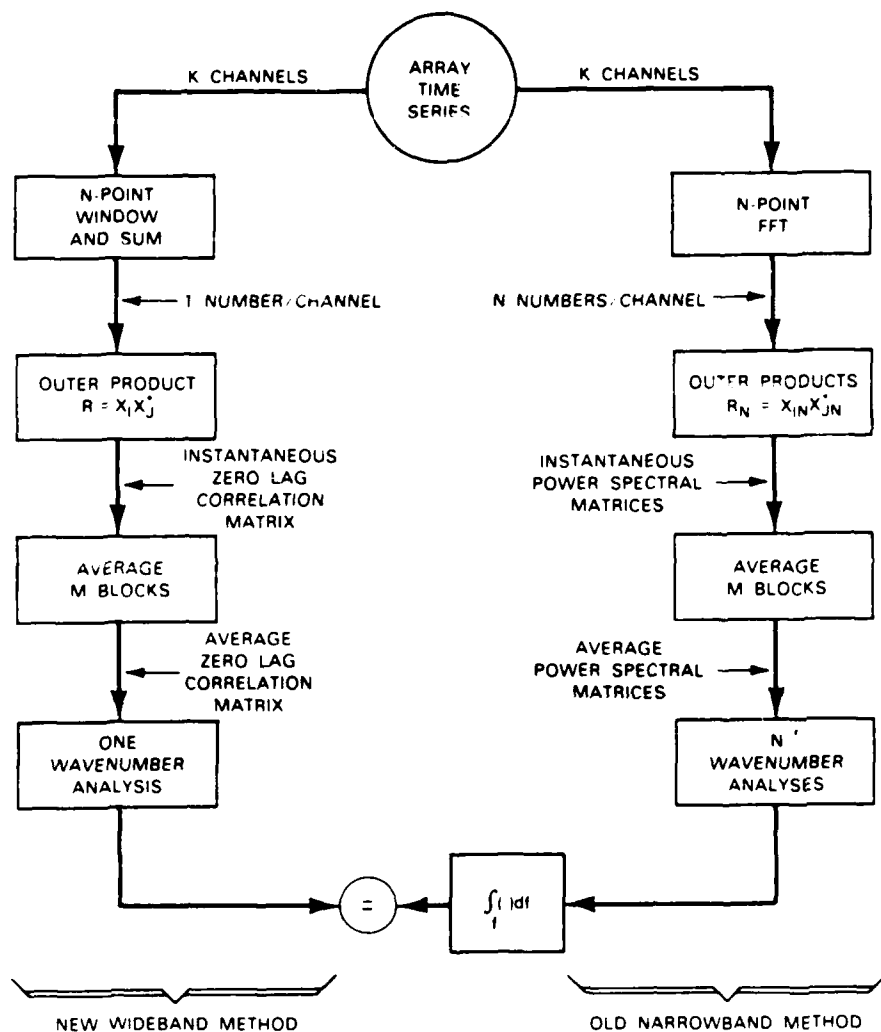 K CHANNELS
ARRAY
TIME
SERIES
K CHANNELS
N-POINT
WINDOW
AND SUM
N-POINT
FFT
1 NUMBER/CHANNEL
N NUMBERS/CHANNEL
OUTER PRODUCT
R = X_I X_J^*
OUTER PRODUCTS
R_N = X_IN X_JN^*
INSTANTANEOUS
ZERO LAG
CORRELATION
MATRIX
INSTANTANEOUS
POWER SPECTRAL
MATRICES
AVERAGE
M BLOCKS
AVERAGE
M BLOCKS
AVERAGE
ZERO LAG
CORRELATION
MATRIX
AVERAGE
POWER SPECTRAL
MATRICES
ONE
WAVENUMBER
ANALYSIS
N
WAVENUMBER
ANALYSES
=
∫_f ( )df
NEW WIDEBAND METHOD
OLD NARROWBAND METHOD